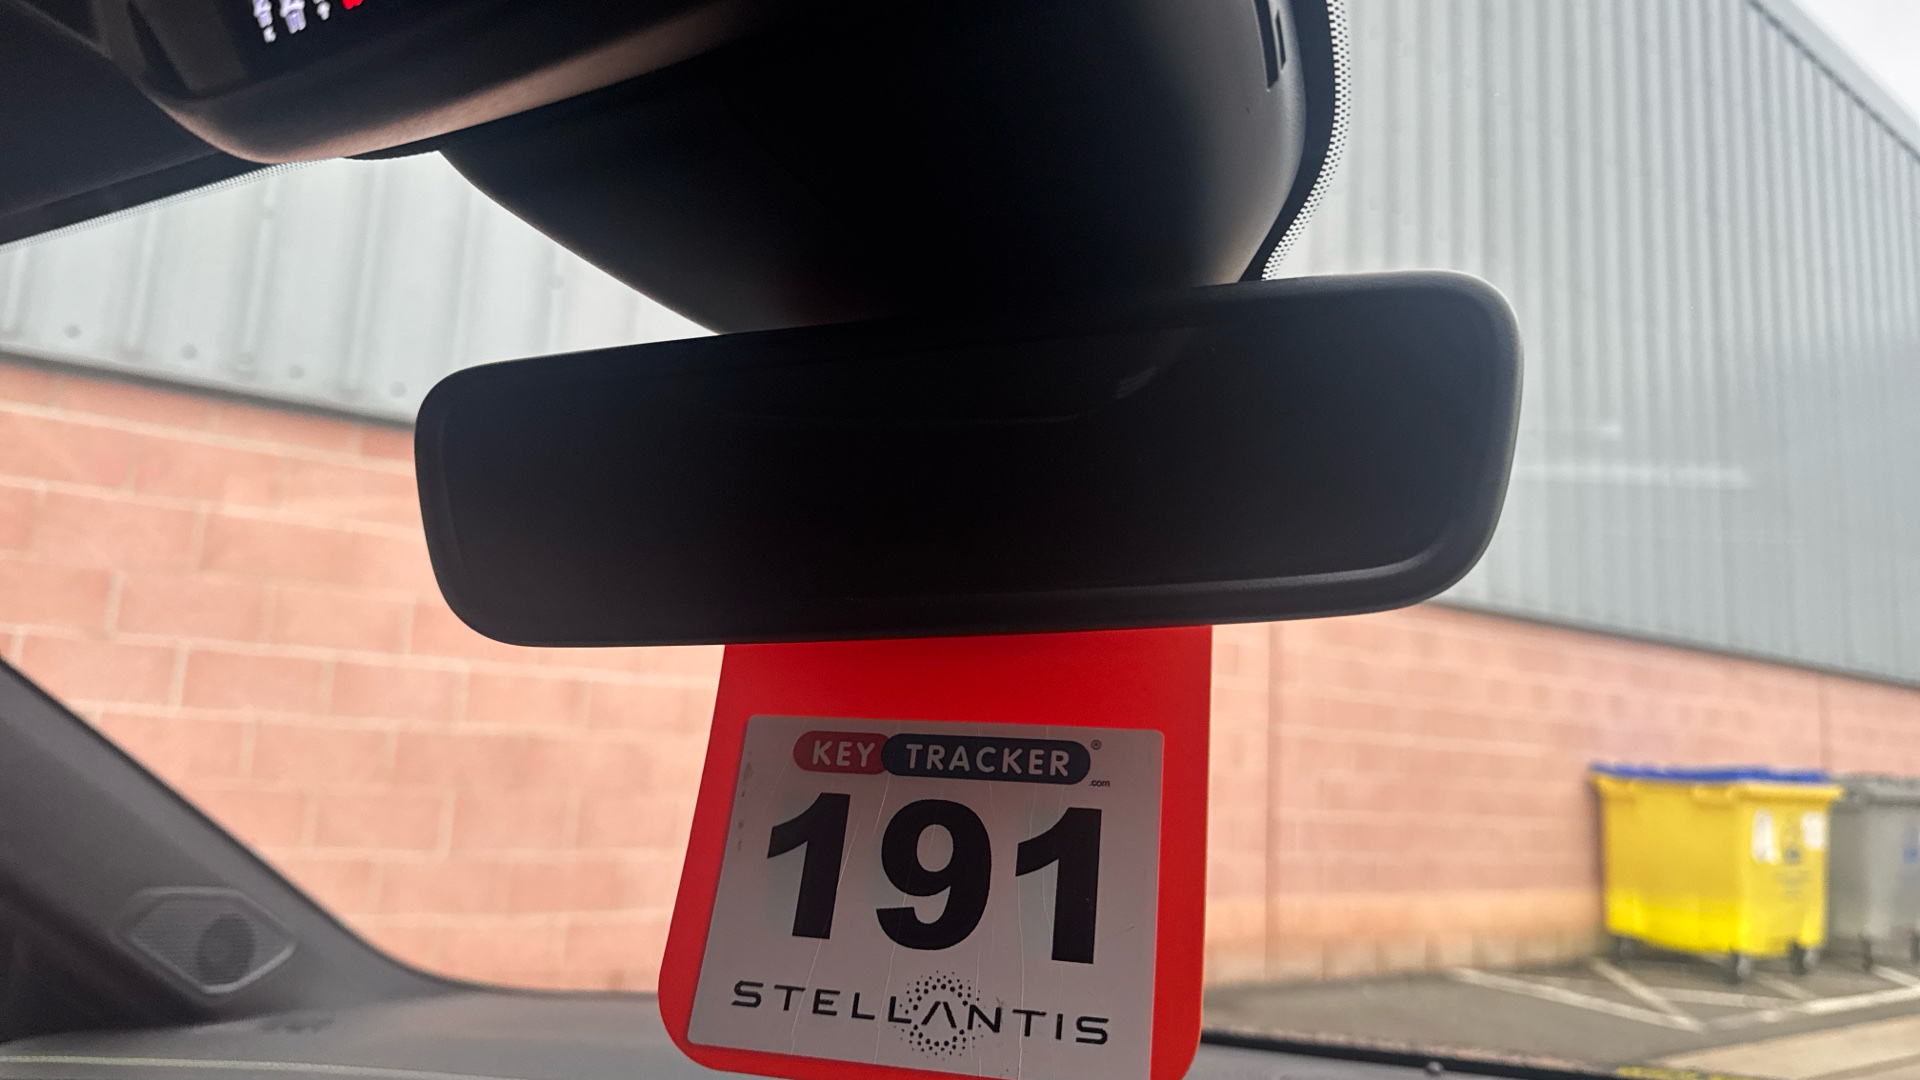 KEY TRACKER®
.com
191
STELLANTIS